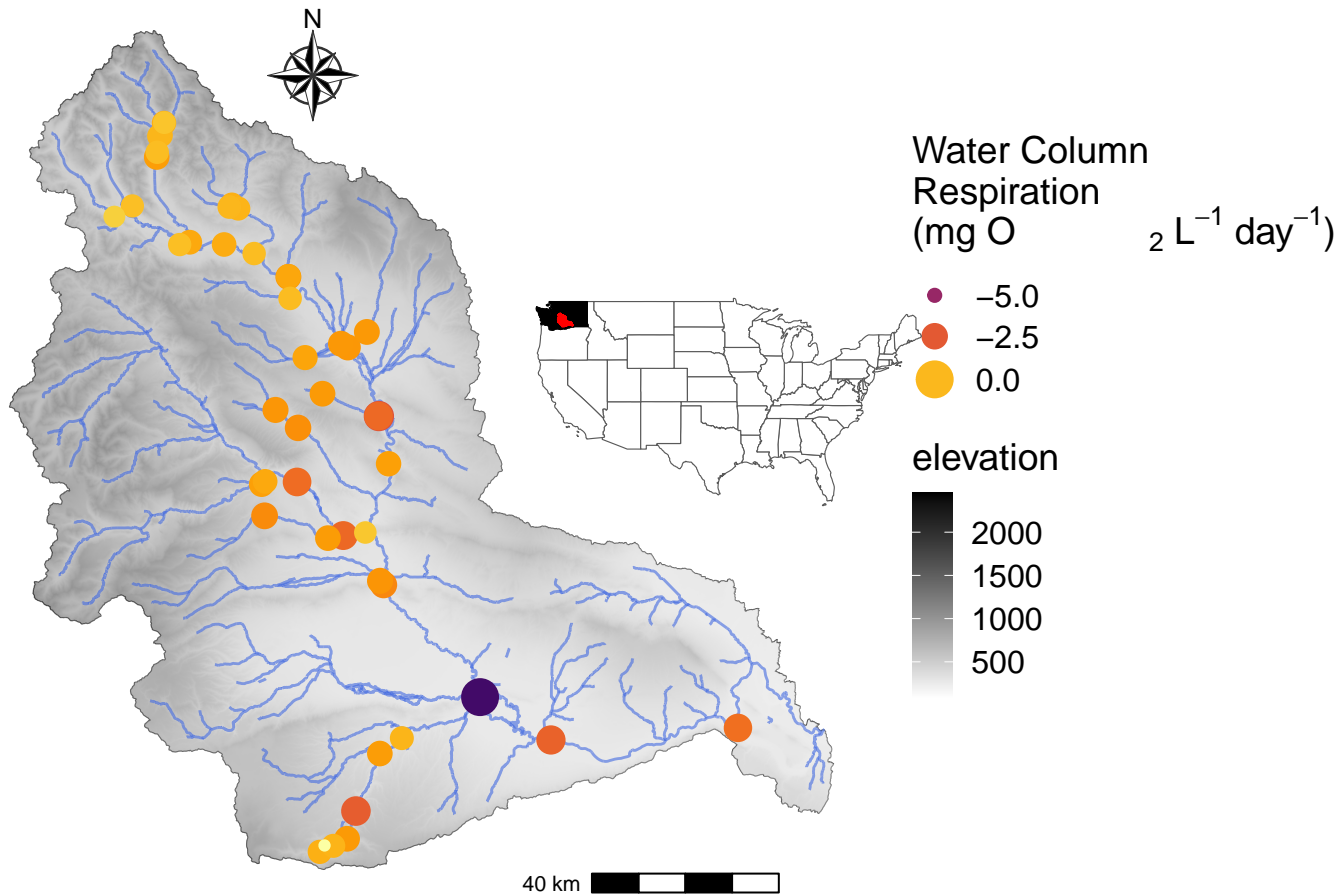 N
Water Column
Respiration
(mg O ₂ L⁻¹ day⁻¹)
−5.0
−2.5
0.0
elevation
2000
1500
1000
500
40 km